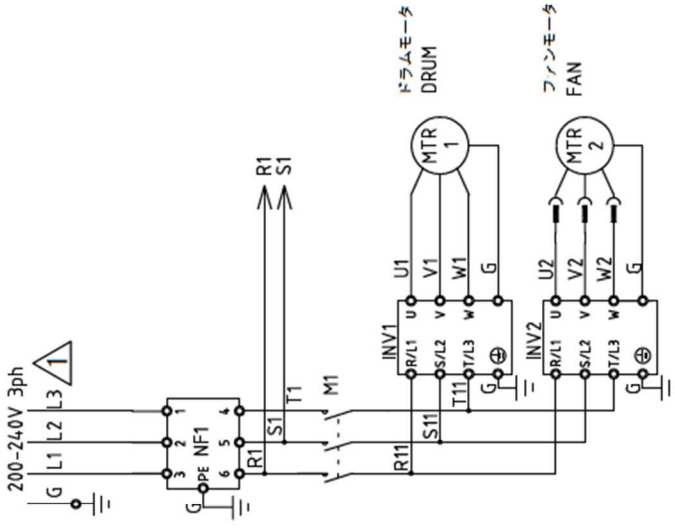 200-240V 3ph
1
G
L1
L2
L3
3
2
1
PE
NF1
6
5
4
G
R1
S1
T1
R1
S1
M1
R11
S11
T11
INV1
R/L1
S/L2
T/L3
G
U
V
W
U1
V1
W1
G
MTR
1
ドラムモータ
DRUM
INV2
R/L1
S/L2
T/L3
G
U
V
W
U2
V2
W2
G
MTR
2
ファンモータ
FAN